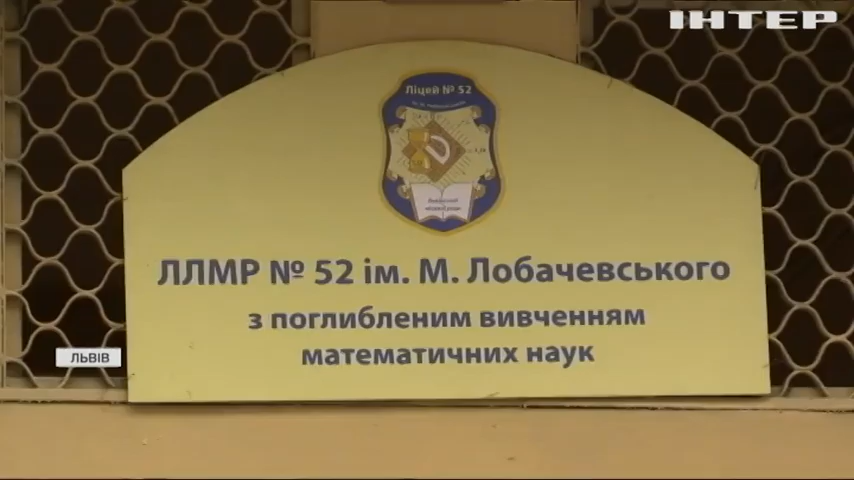 ІНТЕР
Ліцей № 52
ЛЛМР № 52 ім. М. Лобачевського
з поглибленим вивченням
математичних наук
ЛЬВІВ